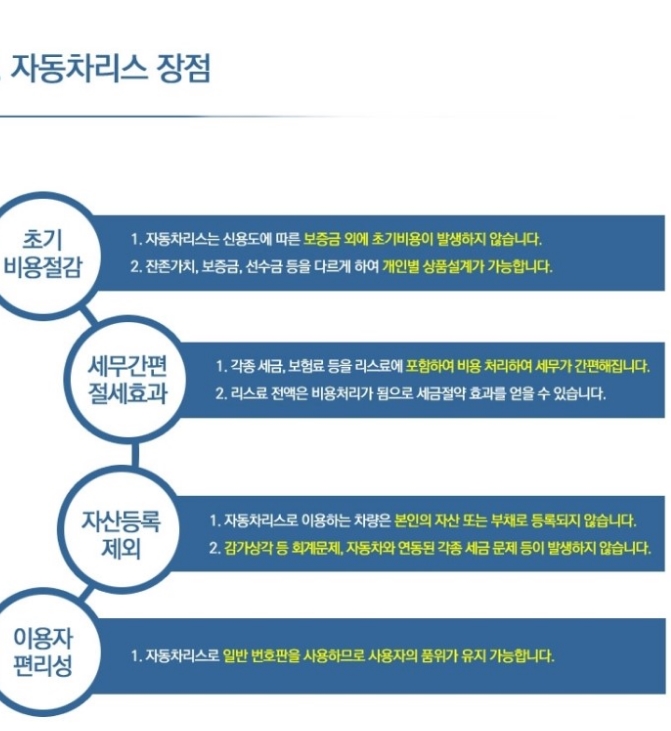 자동차리스 장점
초기
비용절감
1. 자동차리스는 신용도에 따른 보증금 외에 초기비용이 발생하지 않습니다.
2. 잔존가치, 보증금, 선수금 등을 다르게 하여 개인별 상품설계가 가능합니다.
세무간편
절세효과
1. 각종 세금, 보험료 등을 리스료에 포함하여 비용 처리하여 세무가 간편해집니다.
2. 리스료 전액은 비용처리가 됨으로 세금절약 효과를 얻을 수 있습니다.
자산등록
제외
1. 자동차리스로 이용하는 차량은 본인의 자산 또는 부채로 등록되지 않습니다.
2. 감가상각 등 회계문제, 자동차와 연동된 각종 세금 문제 등이 발생하지 않습니다.
이용자
편리성
1. 자동차리스로 일반 번호판을 사용하므로 사용자의 품위가 유지 가능합니다.